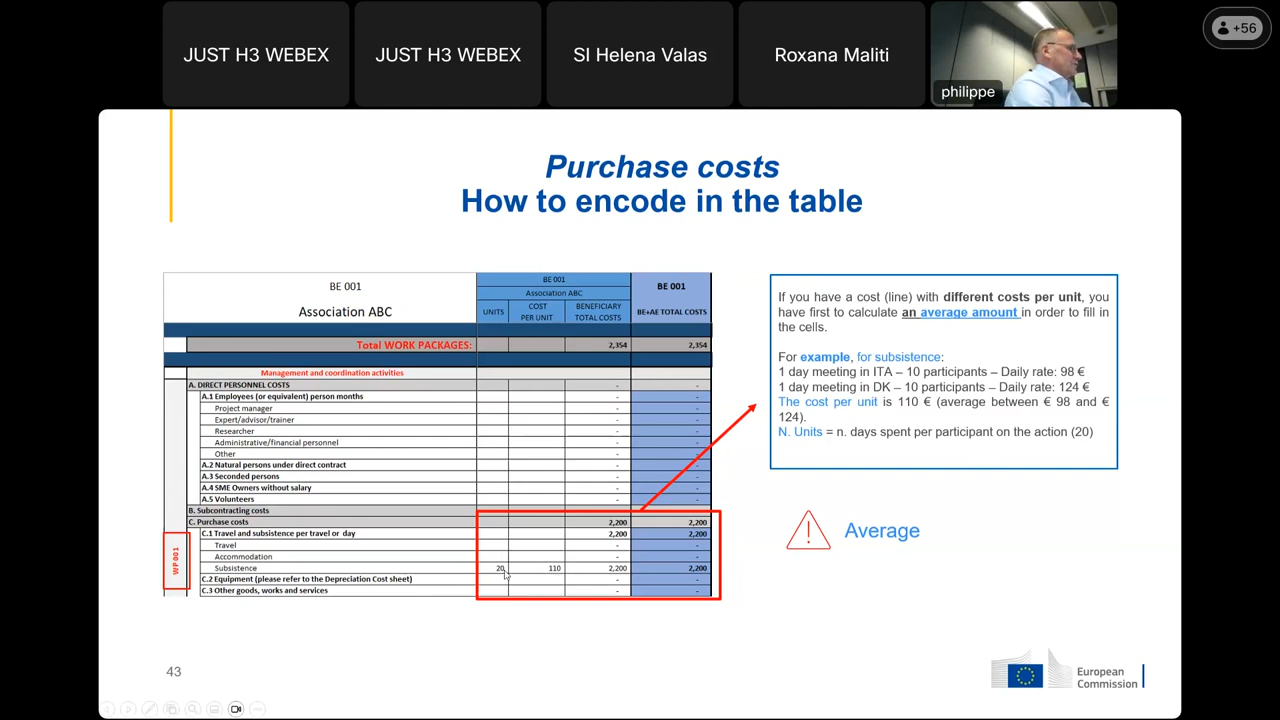 JUST H3 WEBEX
JUST H3 WEBEX
SI Helena Valas
Roxana Maliti
philippe
+56
Purchase costs
How to encode in the table
BE 001
Association ABC
BE 001
Association ABC
UNITS
COST PER UNIT
BENEFICIARY TOTAL COSTS
BE 001
BE+AE TOTAL COSTS
Total WORK PACKAGES: 2,354 2,354
Management and coordination activities
A. DIRECT PERSONNEL COSTS - -
A.1 Employees (or equivalent) person months - -
Project manager - -
Expert/advisor/trainer - -
Researcher - -
Administrative/financial personnel - -
Other - -
A.2 Natural persons under direct contract - -
A.3 Seconded persons - -
A.4 SME Owners without salary - -
A.5 Volunteers - -
B. Subcontracting costs
C. Purchase costs 2,200 2,200
C.1 Travel and subsistence per travel or day 2,200 2,200
Travel - -
Accommodation - -
Subsistence 20 110 2,200 2,200
C.2 Equipment (please refer to the Depreciation Cost sheet) - -
C.3 Other goods, works and services - -
WP 001
If you have a cost (line) with different costs per unit, you
have first to calculate an average amount in order to fill in
the cells.
For example, for subsistence:
1 day meeting in ITA – 10 participants – Daily rate: 98 €
1 day meeting in DK – 10 participants – Daily rate: 124 €
The cost per unit is 110 € (average between € 98 and €
124).
N. Units = n. days spent per participant on the action (20)
Average
43
European
Commission